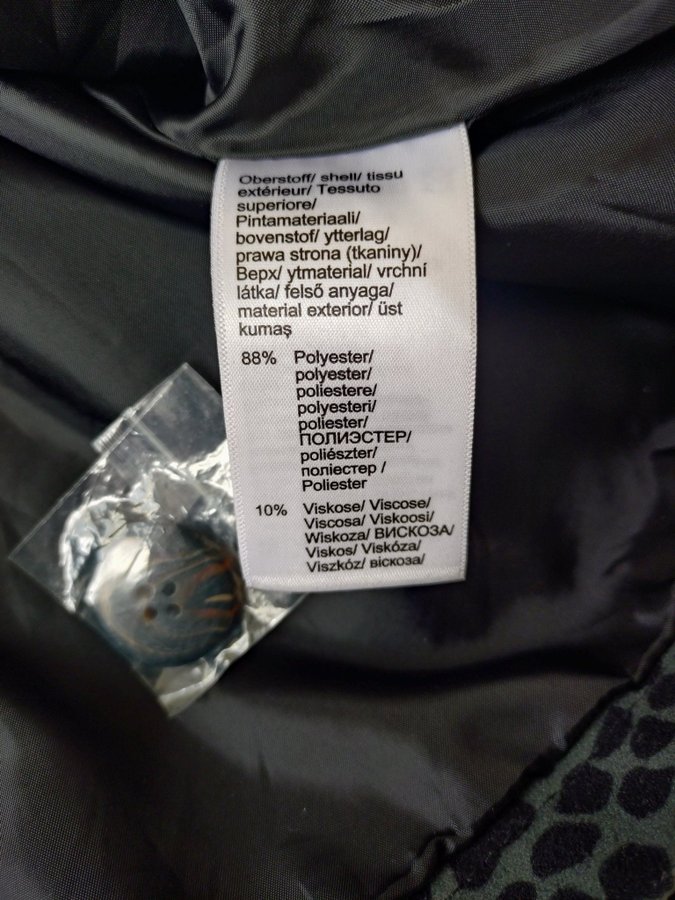 Oberstoff/ shell/ tissu
extérieur/ Tessuto
superiore/
Pintamateriaali/
bovenstof/ ytterlag/
prawa strona (tkaniny)/
Верх/ ytmaterial/ vrchní
látka/ felső anyaga/
material exterior/ üst
kumaş
88% Polyester/
polyester/
poliestere/
polyesteri/
poliester/
ПОЛИЭСТЕР/
poliészter/
поліестер /
Poliester
10% Viskose/ Viscose/
Viscosa/ Viskoosi/
Wiskoza/ ВИСКОЗА/
Viskos/ Viskóza/
Viszkóz/ віскоза/